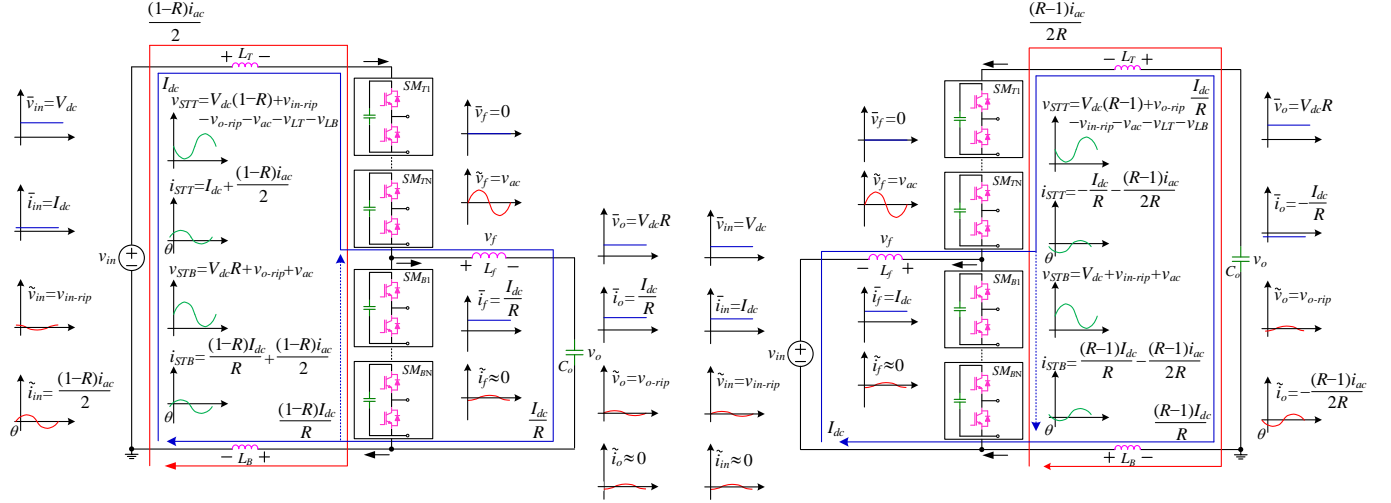 (1-R)i_ac/2
+ L_T −
I_dc
v̄_in=V_dc
v_STT=V_dc(1-R)+v_in-rip
-v_o-rip-v_ac-v_LT-v_LB
SM_T1
v̄_f=0
ī_in=I_dc
i_STT=I_dc+(1-R)i_ac/2
SM_TN
ṽ_f=v_ac
θ
v_in
+
−
v_STB=V_dcR+v_o-rip+v_ac
v_f
+ L_f −
v̄_o=V_dcR
SM_B1
ṽ_in=v_in-rip
ī_f=I_dc/R
ī_o=I_dc/R
i_STB=(1-R)I_dc/R+(1-R)i_ac/2
C_o
v_o
SM_BN
ĩ_f≈0
ṽ_o=v_o-rip
ĩ_in=(1-R)i_ac/2
θ
θ
(1-R)I_dc/R
I_dc/R
− L_B +
ĩ_o≈0
(R-1)i_ac/2R
− L_T +
SM_T1
v̄_f=0
v_STT=V_dc(R-1)+v_o-rip
-v_in-rip-v_ac-v_LT-v_LB
I_dc/R
v̄_o=V_dcR
SM_TN
ṽ_f=v_ac
i_STT=-I_dc/R-(R-1)i_ac/2R
ī_o=-I_dc/R
θ
v̄_in=V_dc
v_f
− L_f +
SM_B1
v_STB=V_dc+v_in-rip+v_ac
C_o
v_o
ī_in=I_dc
ī_f=I_dc
ṽ_o=v_o-rip
v_in
+
−
i_STB=(R-1)I_dc/R-(R-1)i_ac/2R
SM_BN
ṽ_in=v_in-rip
ĩ_f≈0
ĩ_o=-(R-1)i_ac/2R
θ
θ
I_dc
(R-1)I_dc/R
+ L_B −
ĩ_in≈0